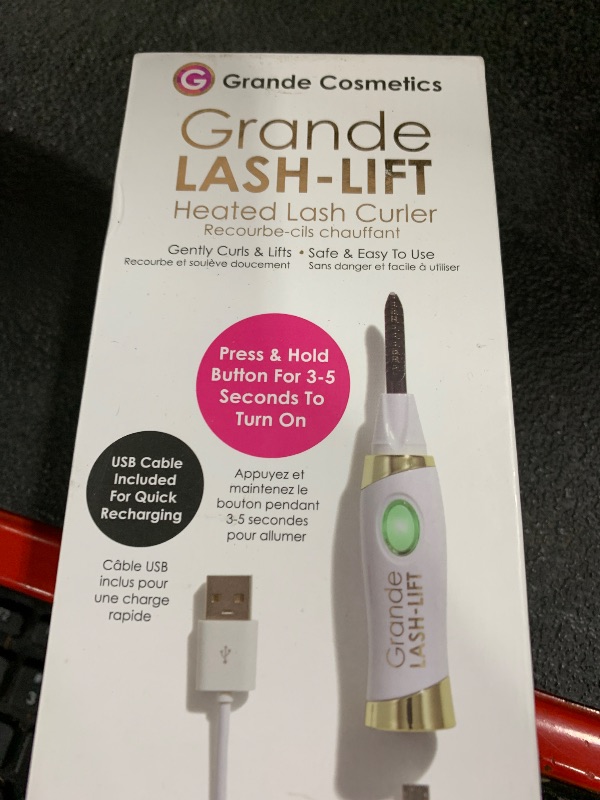 G Grande Cosmetics
Grande
LASH-LIFT
Heated Lash Curler
Recourbe-cils chauffant
Gently Curls & Lifts • Safe & Easy To Use
Recourbe et soulève doucement Sans danger et facile à utiliser
Press & Hold
Button For 3-5
Seconds To
Turn On
USB Cable
Included
For Quick
Recharging
Appuyez et
maintenez le
bouton pendant
3-5 secondes
pour allumer
Câble USB
inclus pour
une charge
rapide
Grande
LASH-LIFT